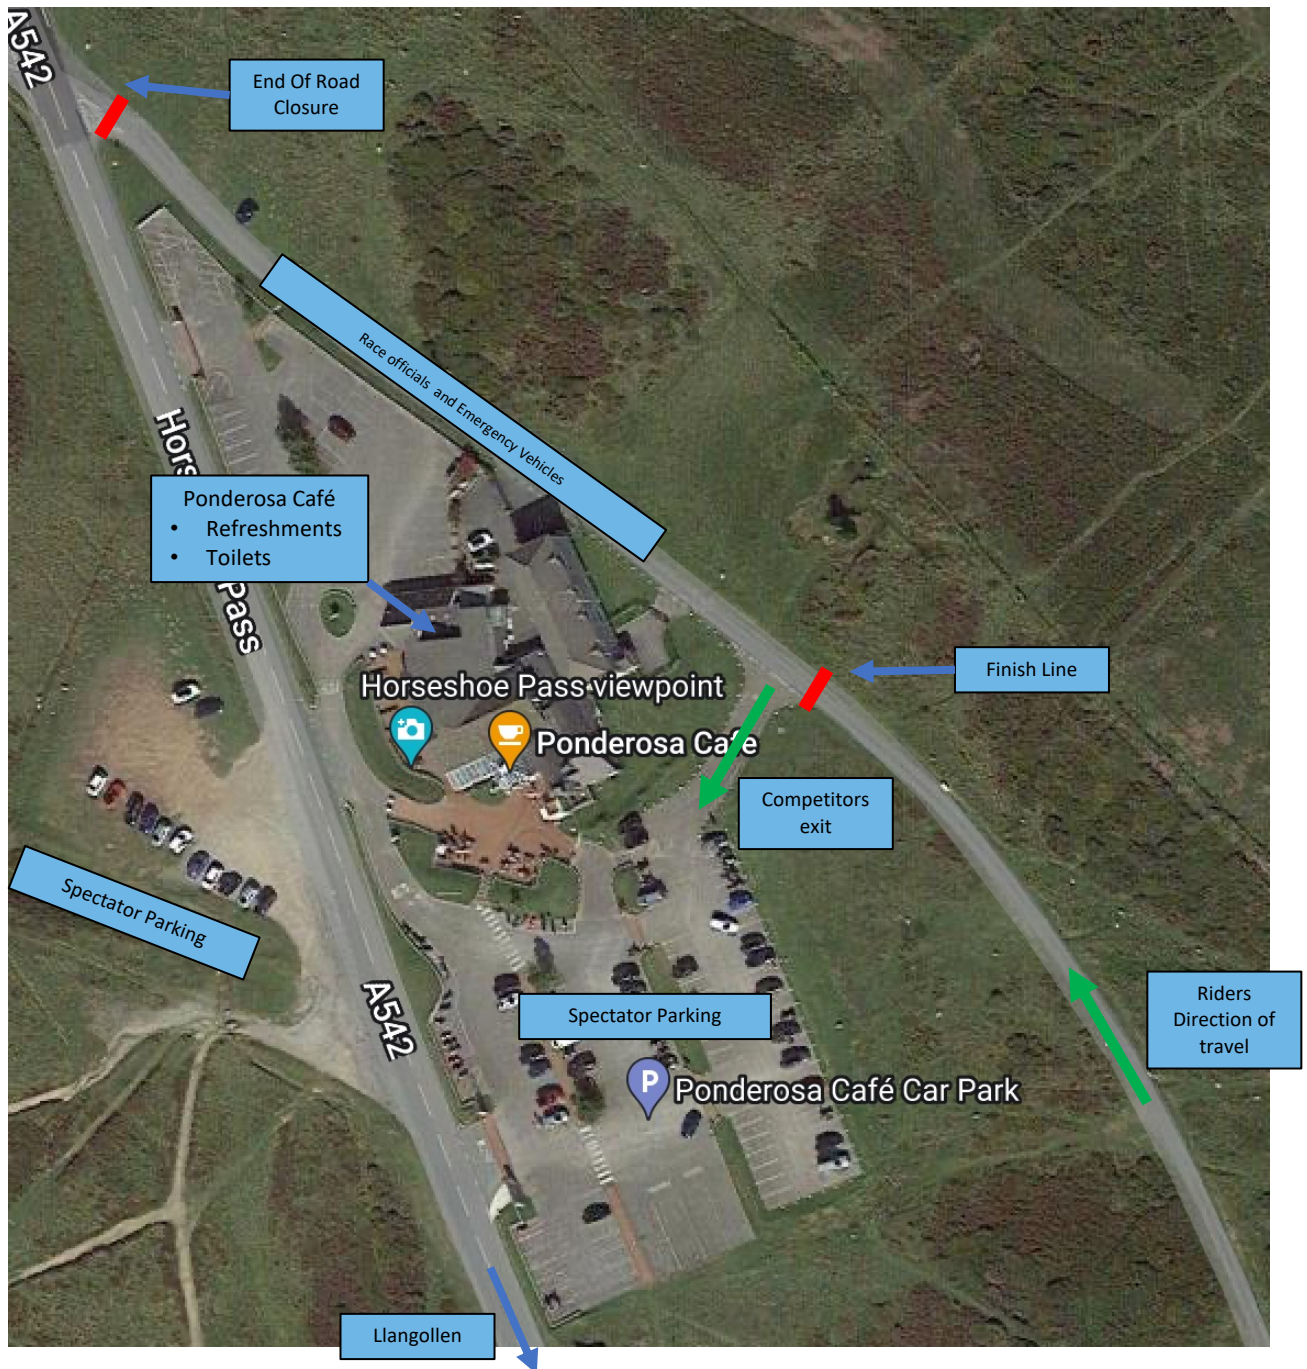 A542
End Of Road
Closure
Race officials and Emergency Vehicles
Hors
Pass
Ponderosa Café
• Refreshments
• Toilets
Finish Line
Horseshoe Pass viewpoint
Ponderosa Cafe
Competitors
exit
Spectator Parking
A542
Riders
Direction of
travel
Spectator Parking
P
Ponderosa Café Car Park
Llangollen